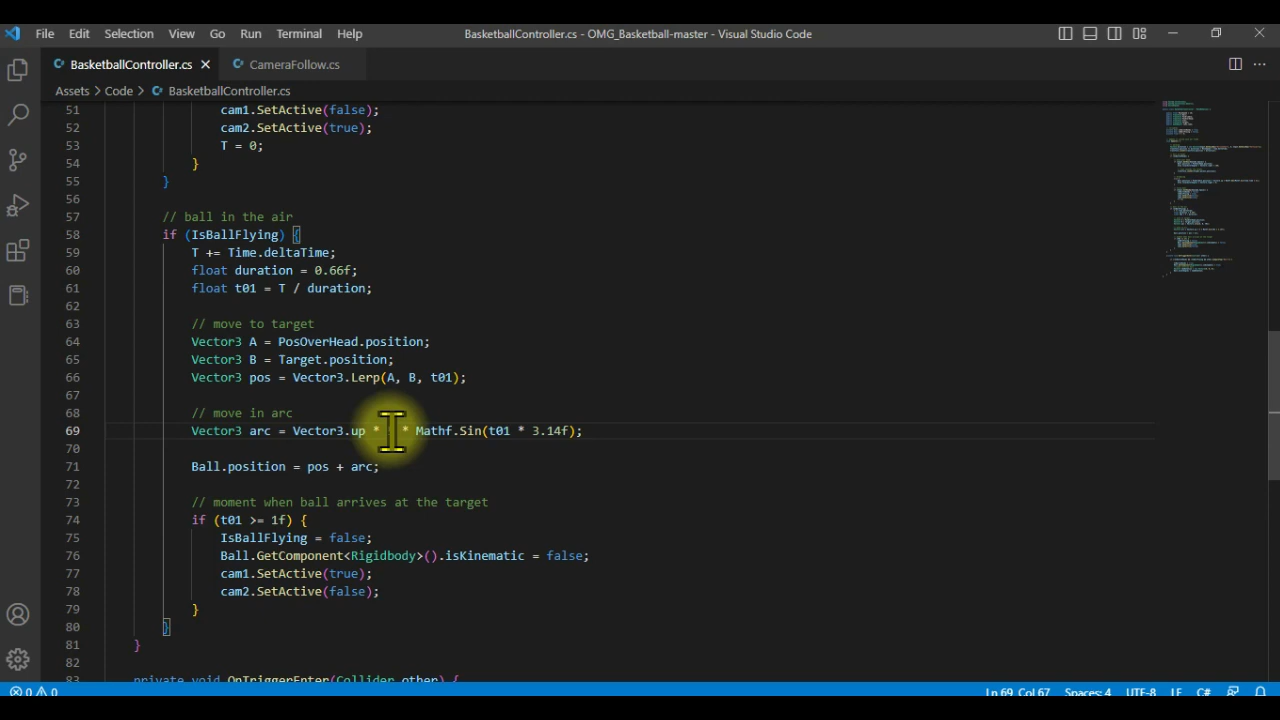 File Edit Selection View Go Run Terminal Help BasketballController.cs - OMG_Basketball-master - Visual Studio Code
BasketballController.cs CameraFollow.cs
Assets > Code > BasketballController.cs
51 cam1.SetActive(false);
52 cam2.SetActive(true);
53 T = 0;
54 }
55 }
56
57 // ball in the air
58 if (IsBallFlying) {
59 T += Time.deltaTime;
60 float duration = 0.66f;
61 float t01 = T / duration;
62
63 // move to target
64 Vector3 A = PosOverHead.position;
65 Vector3 B = Target.position;
66 Vector3 pos = Vector3.Lerp(A, B, t01);
67
68 // move in arc
69 Vector3 arc = Vector3.up * * Mathf.Sin(t01 * 3.14f);
70
71 Ball.position = pos + arc;
72
73 // moment when ball arrives at the target
74 if (t01 >= 1f) {
75 IsBallFlying = false;
76 Ball.GetComponent<Rigidbody>().isKinematic = false;
77 cam1.SetActive(true);
78 cam2.SetActive(false);
79 }
80 }
81 }
82
83 private void OnTriggerEnter(Collider other) {
0 0 Ln 69, Col 67 Spaces: 4 UTF-8 LF C#